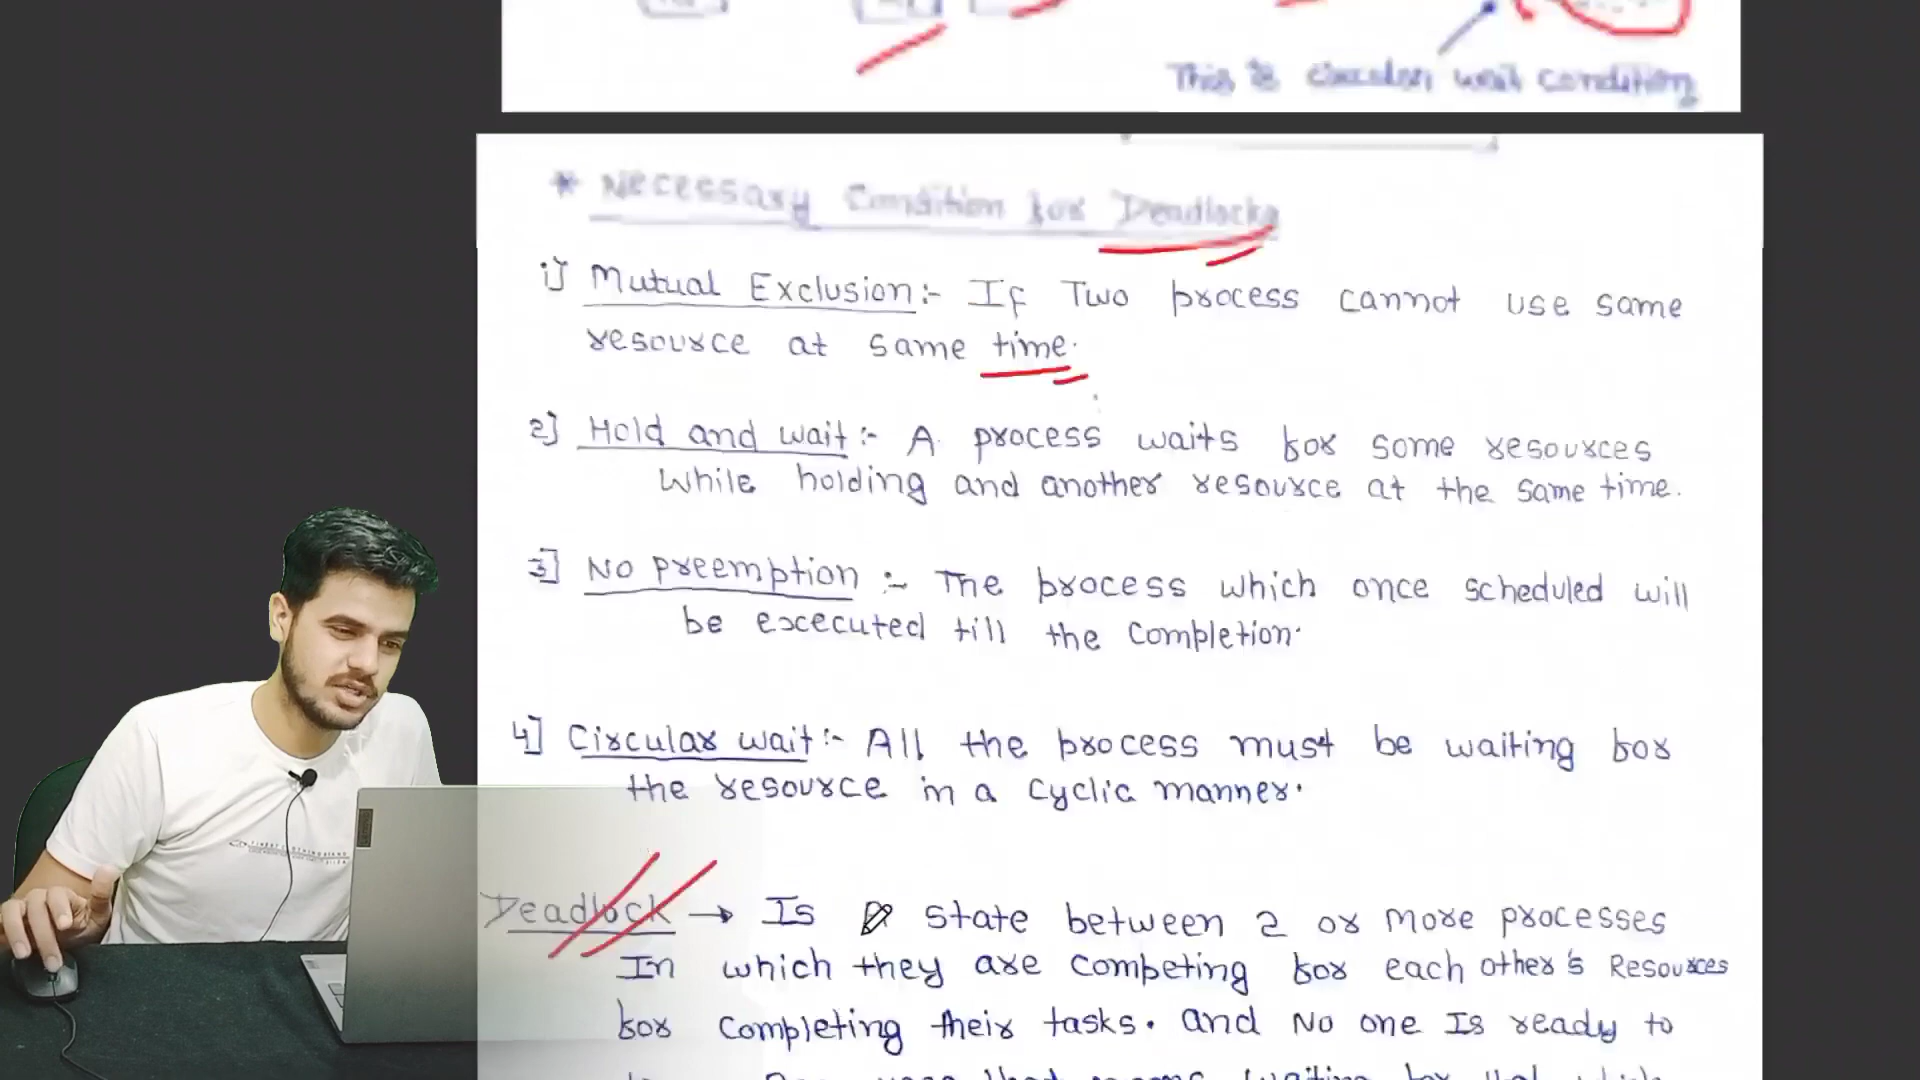 This is circular wait condition
* Necessary Condition for Deadlocks
1] Mutual Exclusion:- If Two process cannot use same
resource at same time.
2] Hold and wait:- A process waits for some resources
while holding and another resource at the same time.
3] No preemption :- The process which once scheduled will
be excecuted till the completion.
4] Circular wait:- All the process must be waiting for
the resource in a cyclic manner.
Deadlock → Is state between 2 or more processes
In which they are competing for each other's Resources
for completing their tasks. and No one Is ready to